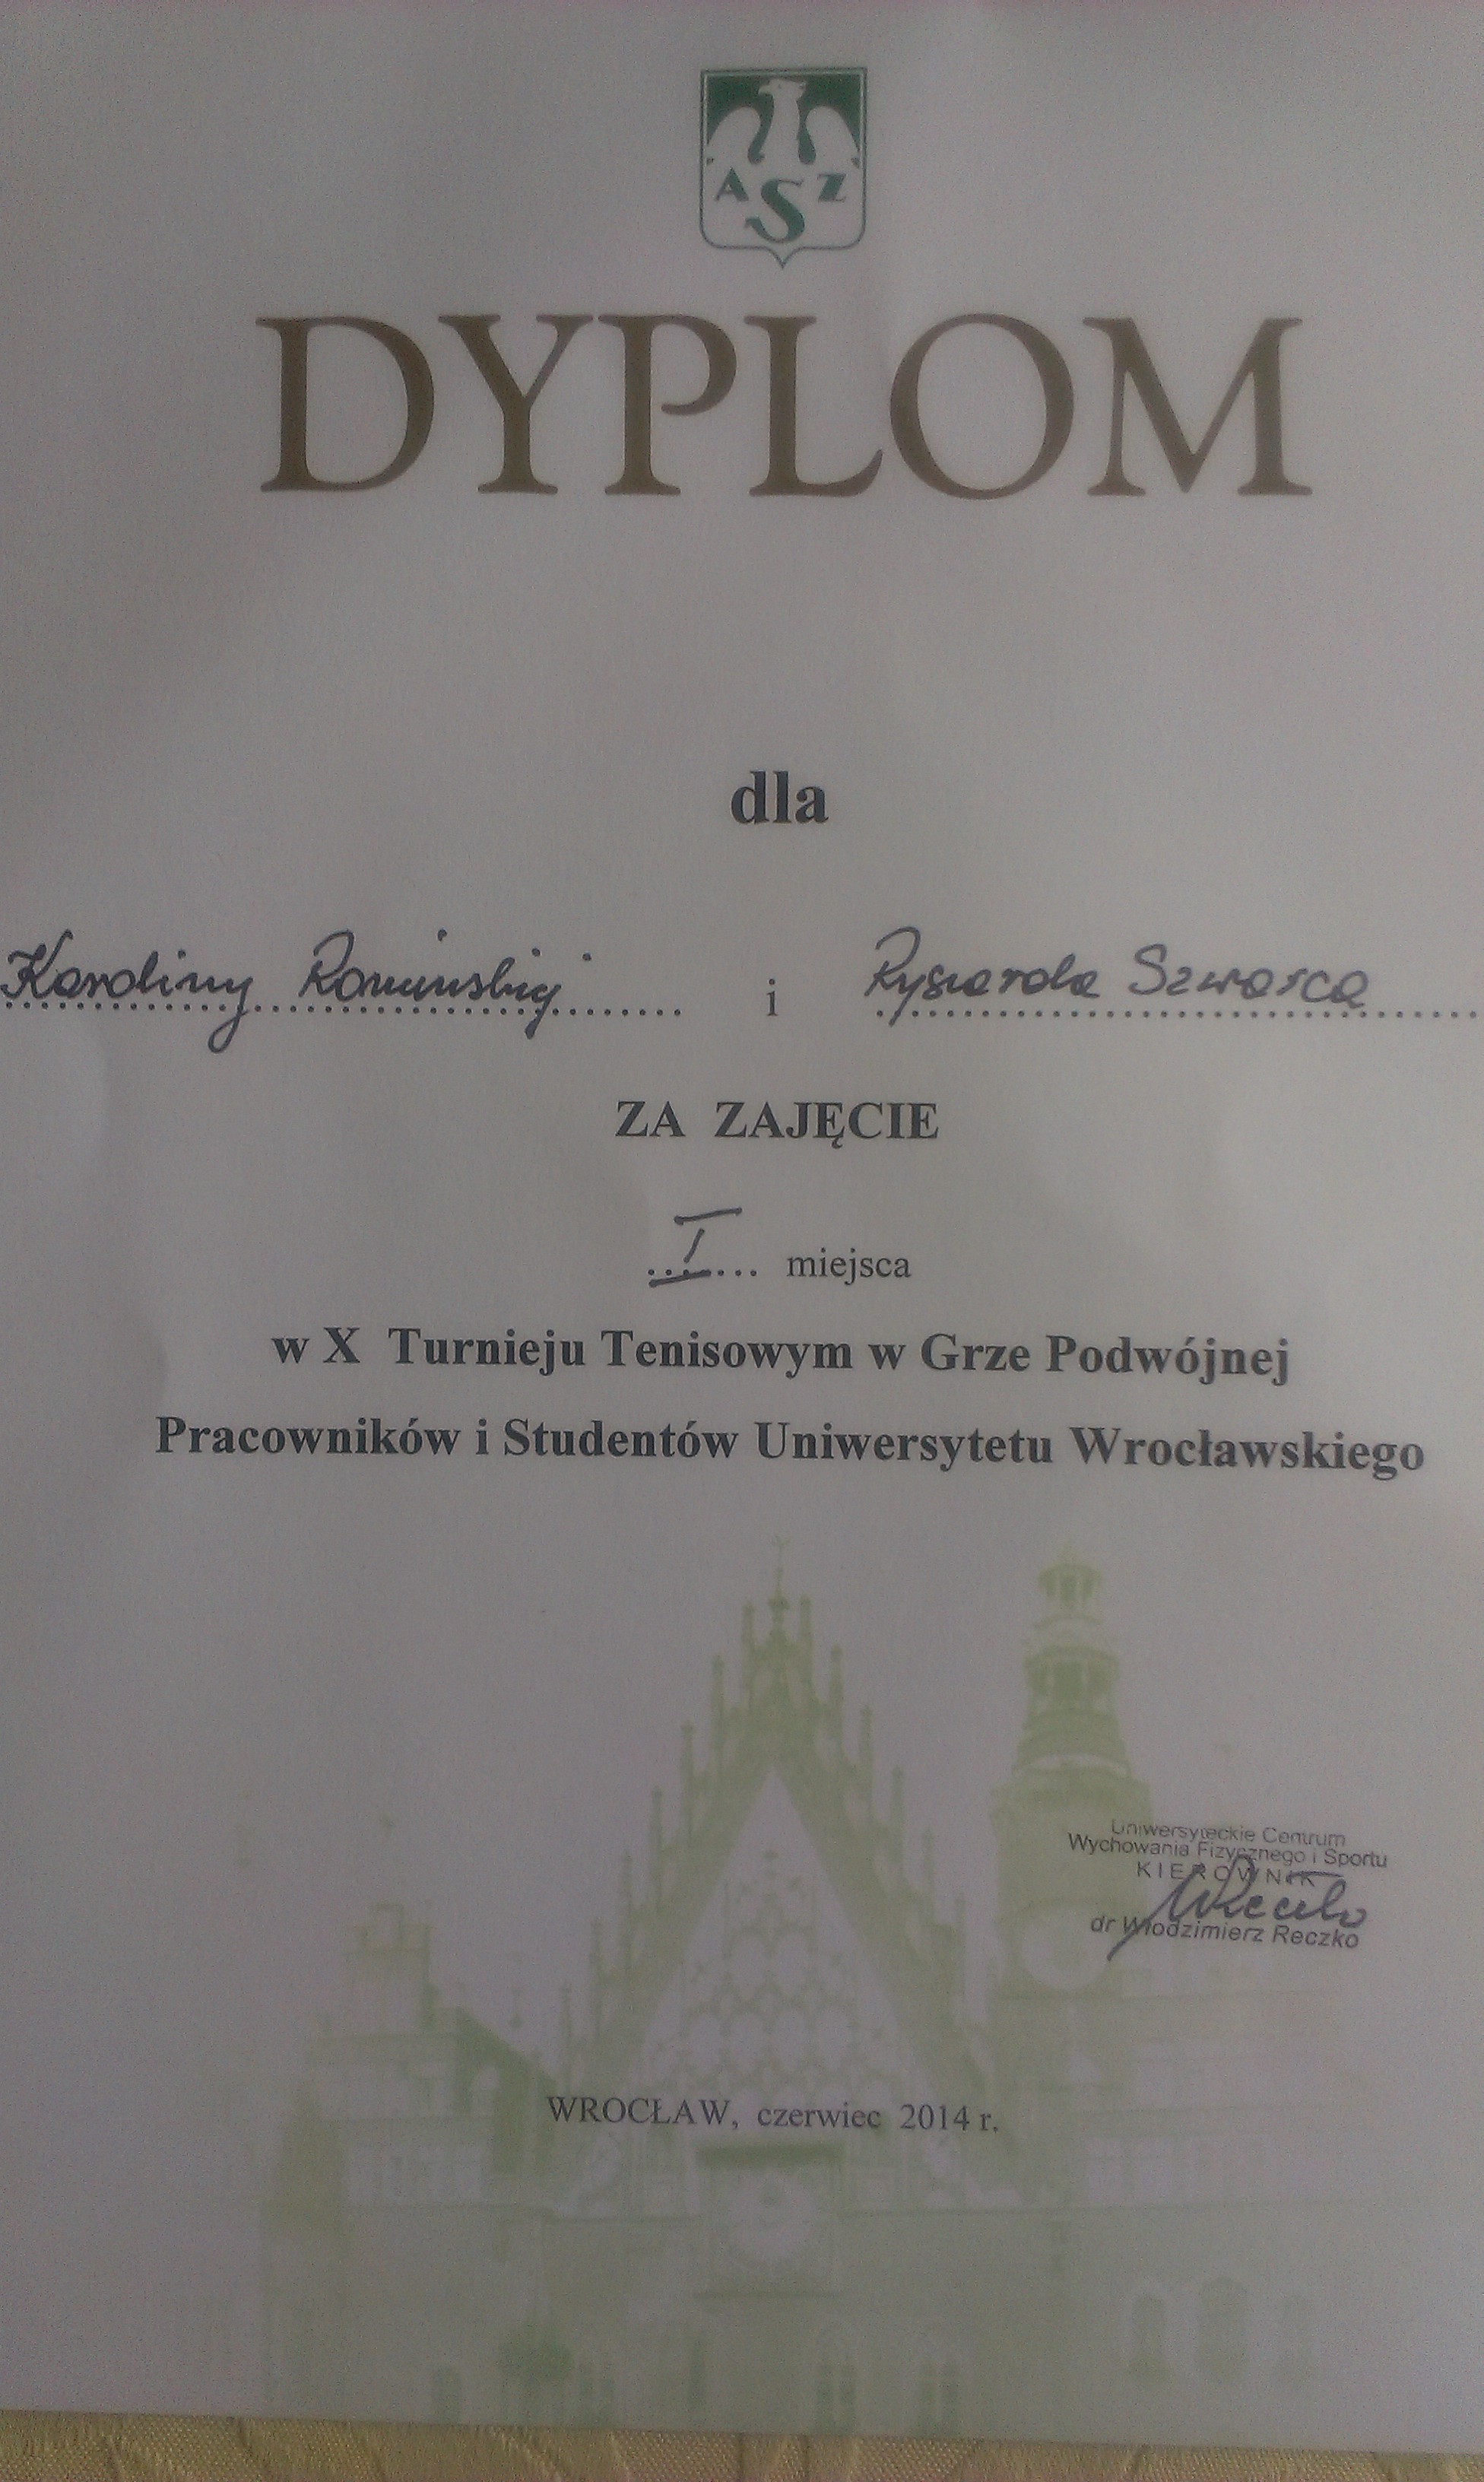 AZS
DYPLOM
dla
Karoliny i Ryszarda Szwarca
ZA ZAJĘCIE
I miejsca
w X Turnieju Tenisowym w Grze Podwójnej
Pracowników i Studentów Uniwersytetu Wrocławskiego
Uniwersyteckie Centrum
Wychowania Fizycznego i Sportu
KIEROWNIK
dr Włodzimierz Reczko
WROCŁAW, czerwiec 2014 r.